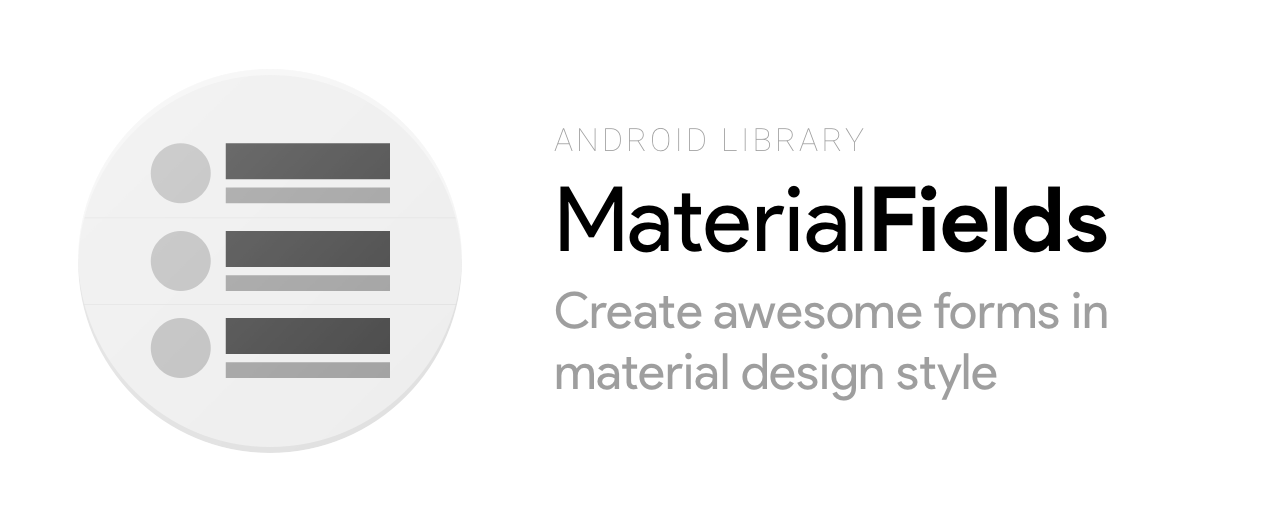 ANDROID LIBRARY
MaterialFields
Create awesome forms in
material design style